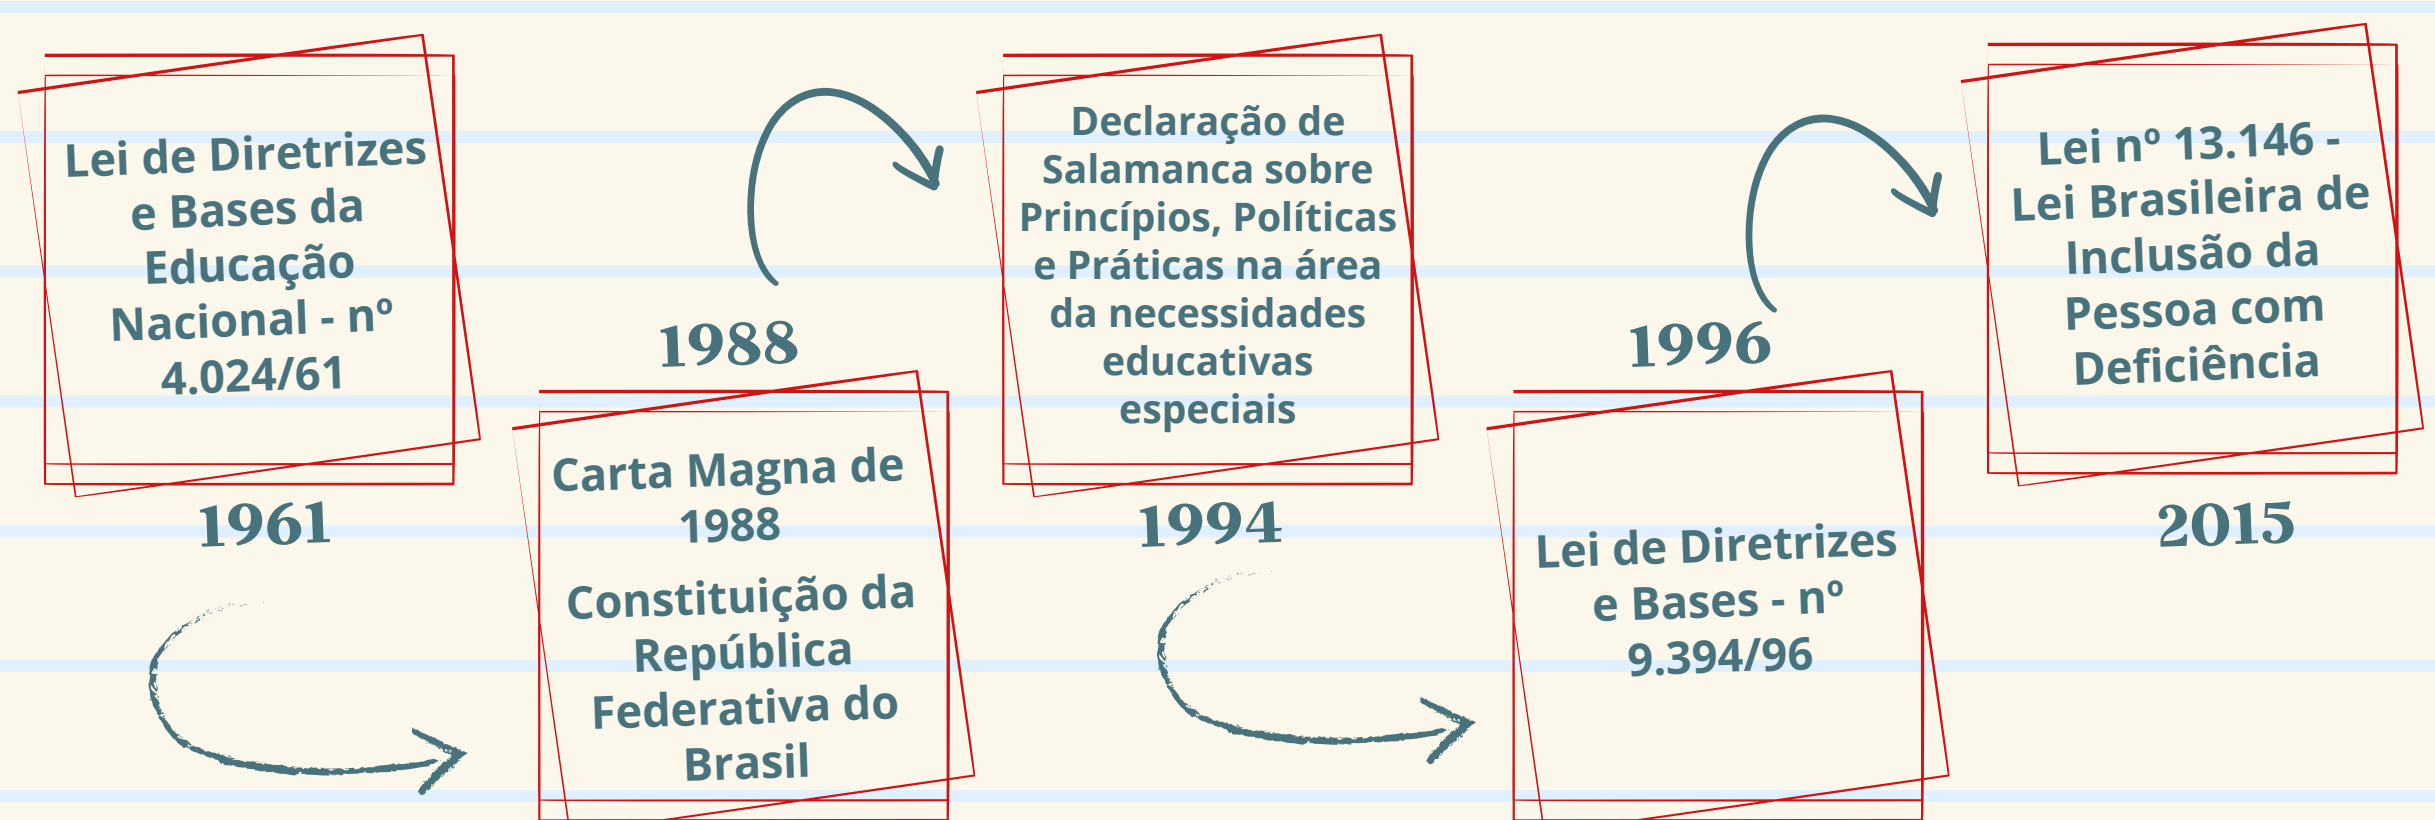 Lei de Diretrizes
e Bases da
Educação
Nacional - nº
4.024/61
1961
1988
Carta Magna de
1988
Constituição da
República
Federativa do
Brasil
Declaração de
Salamanca sobre
Princípios, Políticas
e Práticas na área
da necessidades
educativas
especiais
1994
1996
Lei de Diretrizes
e Bases - nº
9.394/96
Lei nº 13.146 -
Lei Brasileira de
Inclusão da
Pessoa com
Deficiência
2015